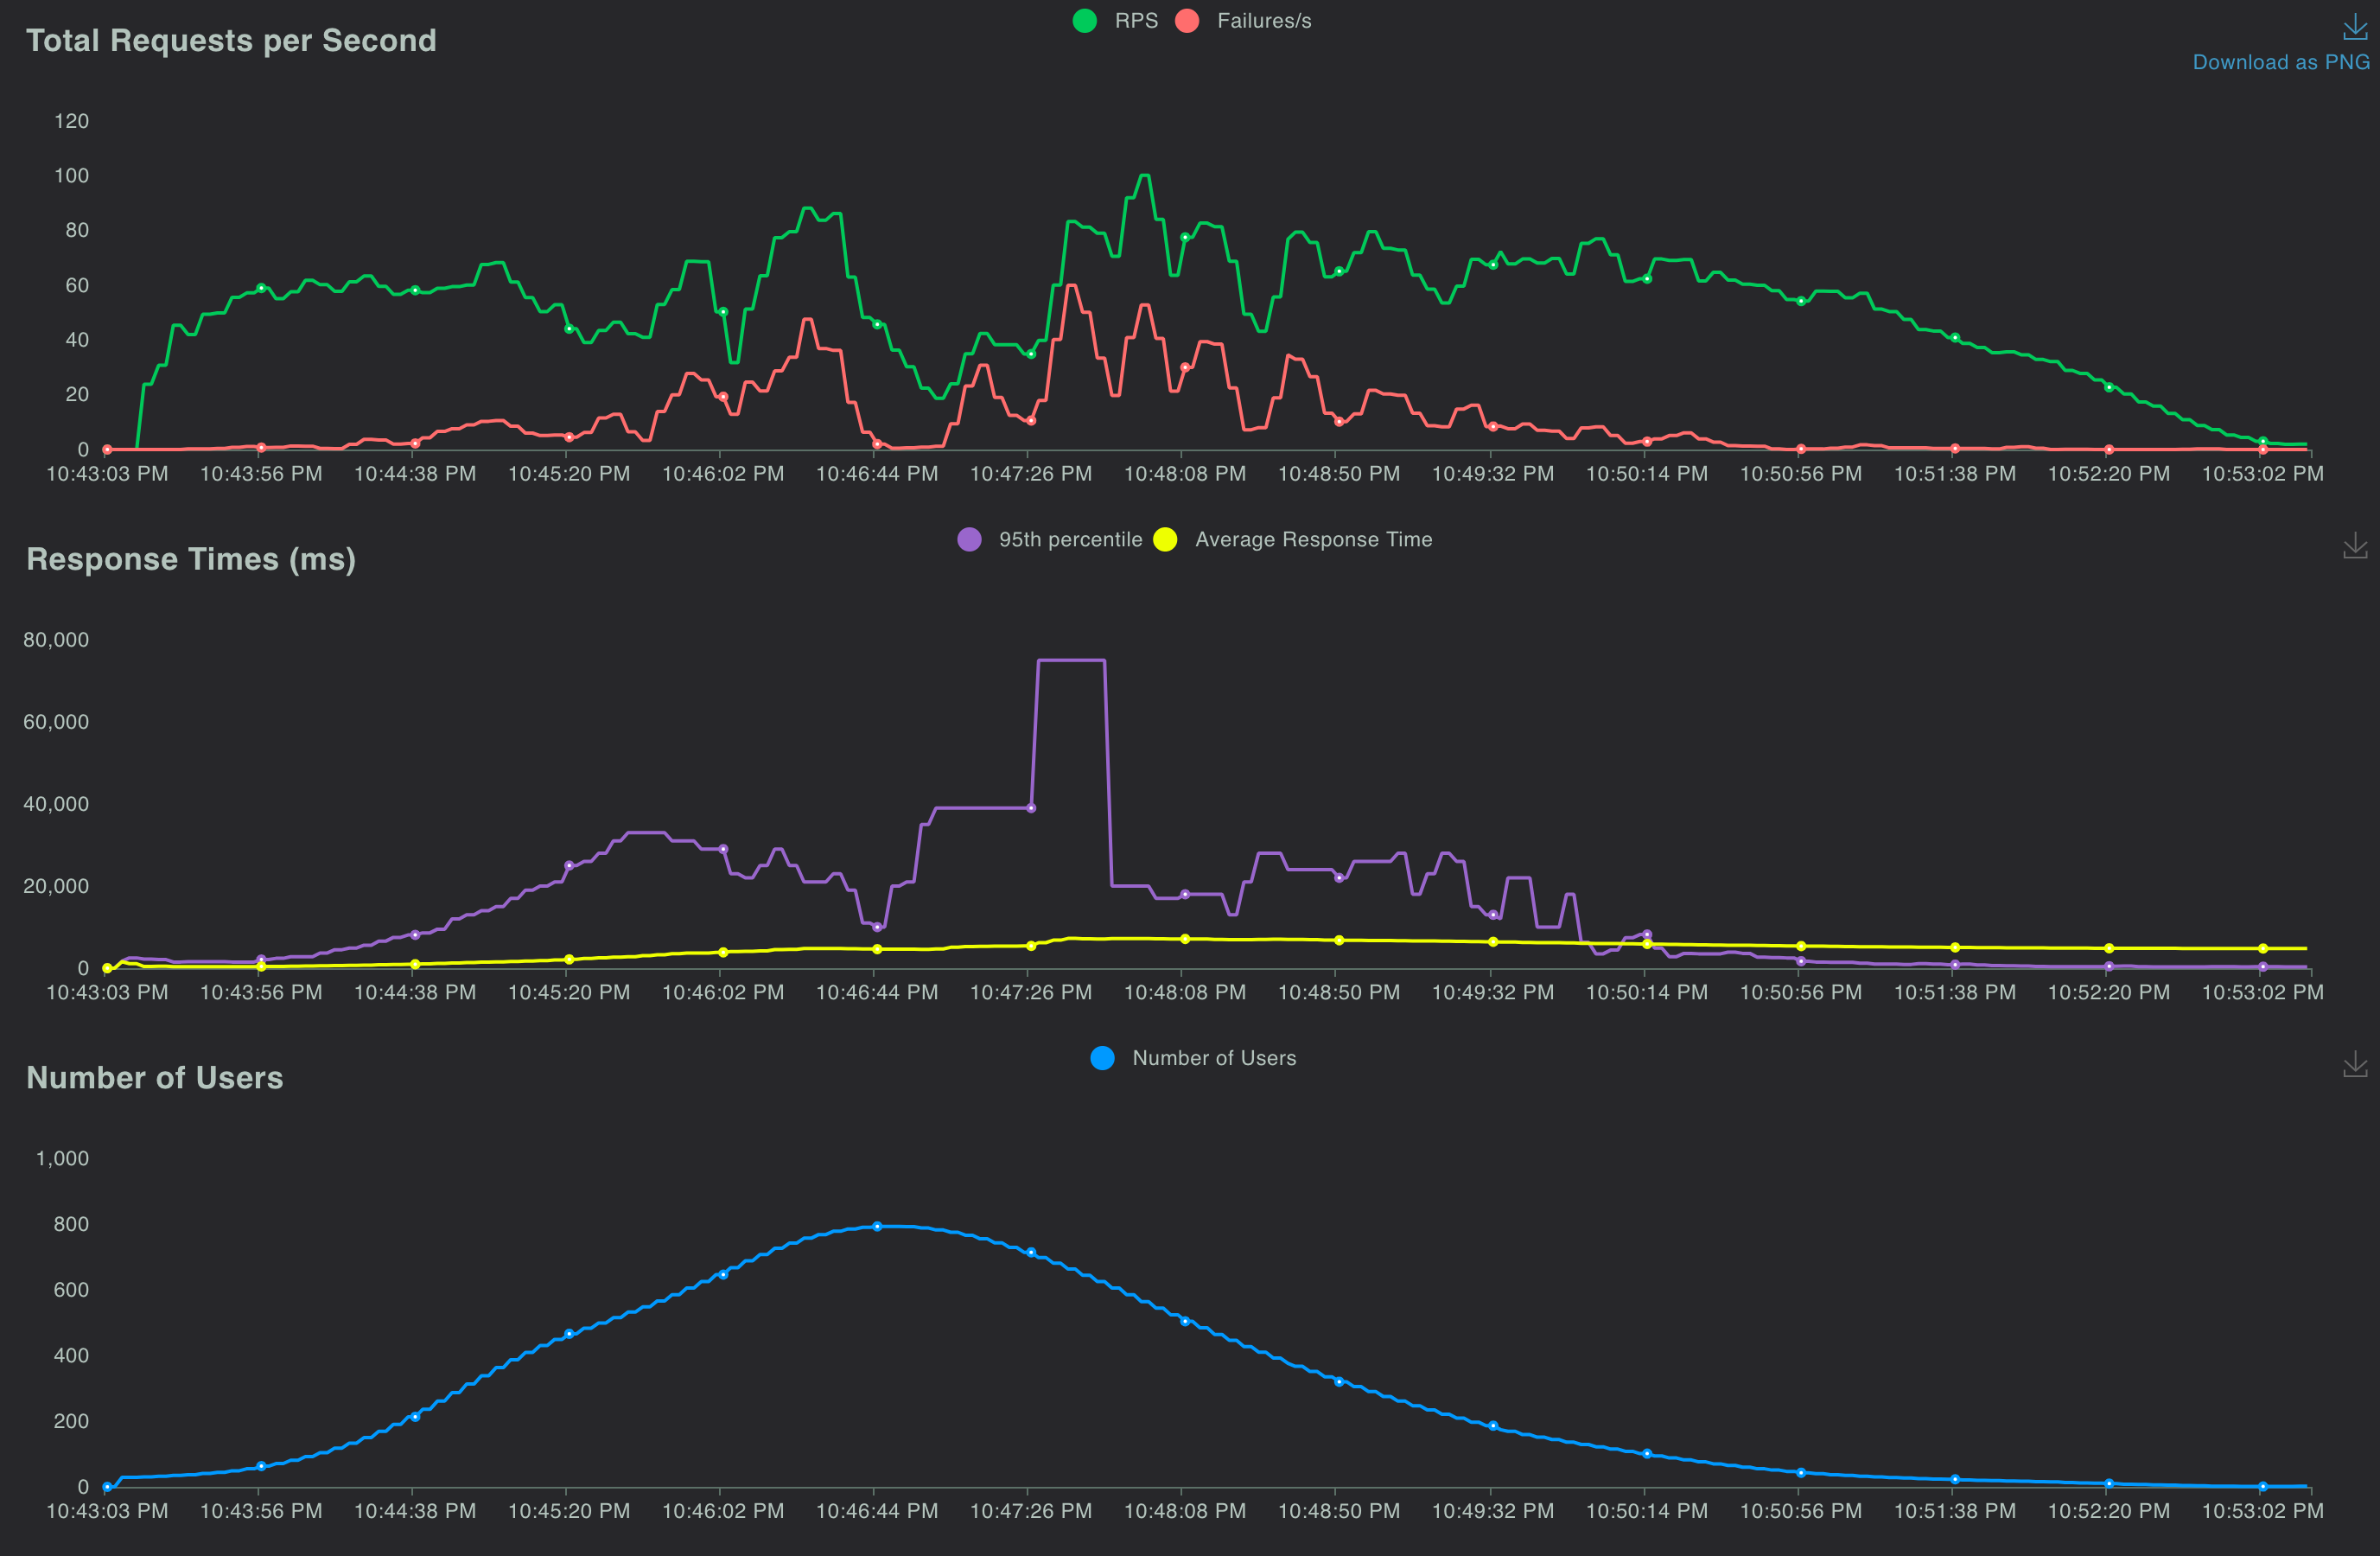 RPS Failures/s
Total Requests per Second
Download as PNG
120
100
80
60
40
20
0
10:43:03 PM 10:43:56 PM 10:44:38 PM 10:45:20 PM 10:46:02 PM 10:46:44 PM 10:47:26 PM 10:48:08 PM 10:48:50 PM 10:49:32 PM 10:50:14 PM 10:50:56 PM 10:51:38 PM 10:52:20 PM 10:53:02 PM
95th percentile Average Response Time
Response Times (ms)
80,000
60,000
40,000
20,000
0
10:43:03 PM 10:43:56 PM 10:44:38 PM 10:45:20 PM 10:46:02 PM 10:46:44 PM 10:47:26 PM 10:48:08 PM 10:48:50 PM 10:49:32 PM 10:50:14 PM 10:50:56 PM 10:51:38 PM 10:52:20 PM 10:53:02 PM
Number of Users
Number of Users
1,000
800
600
400
200
0
10:43:03 PM 10:43:56 PM 10:44:38 PM 10:45:20 PM 10:46:02 PM 10:46:44 PM 10:47:26 PM 10:48:08 PM 10:48:50 PM 10:49:32 PM 10:50:14 PM 10:50:56 PM 10:51:38 PM 10:52:20 PM 10:53:02 PM